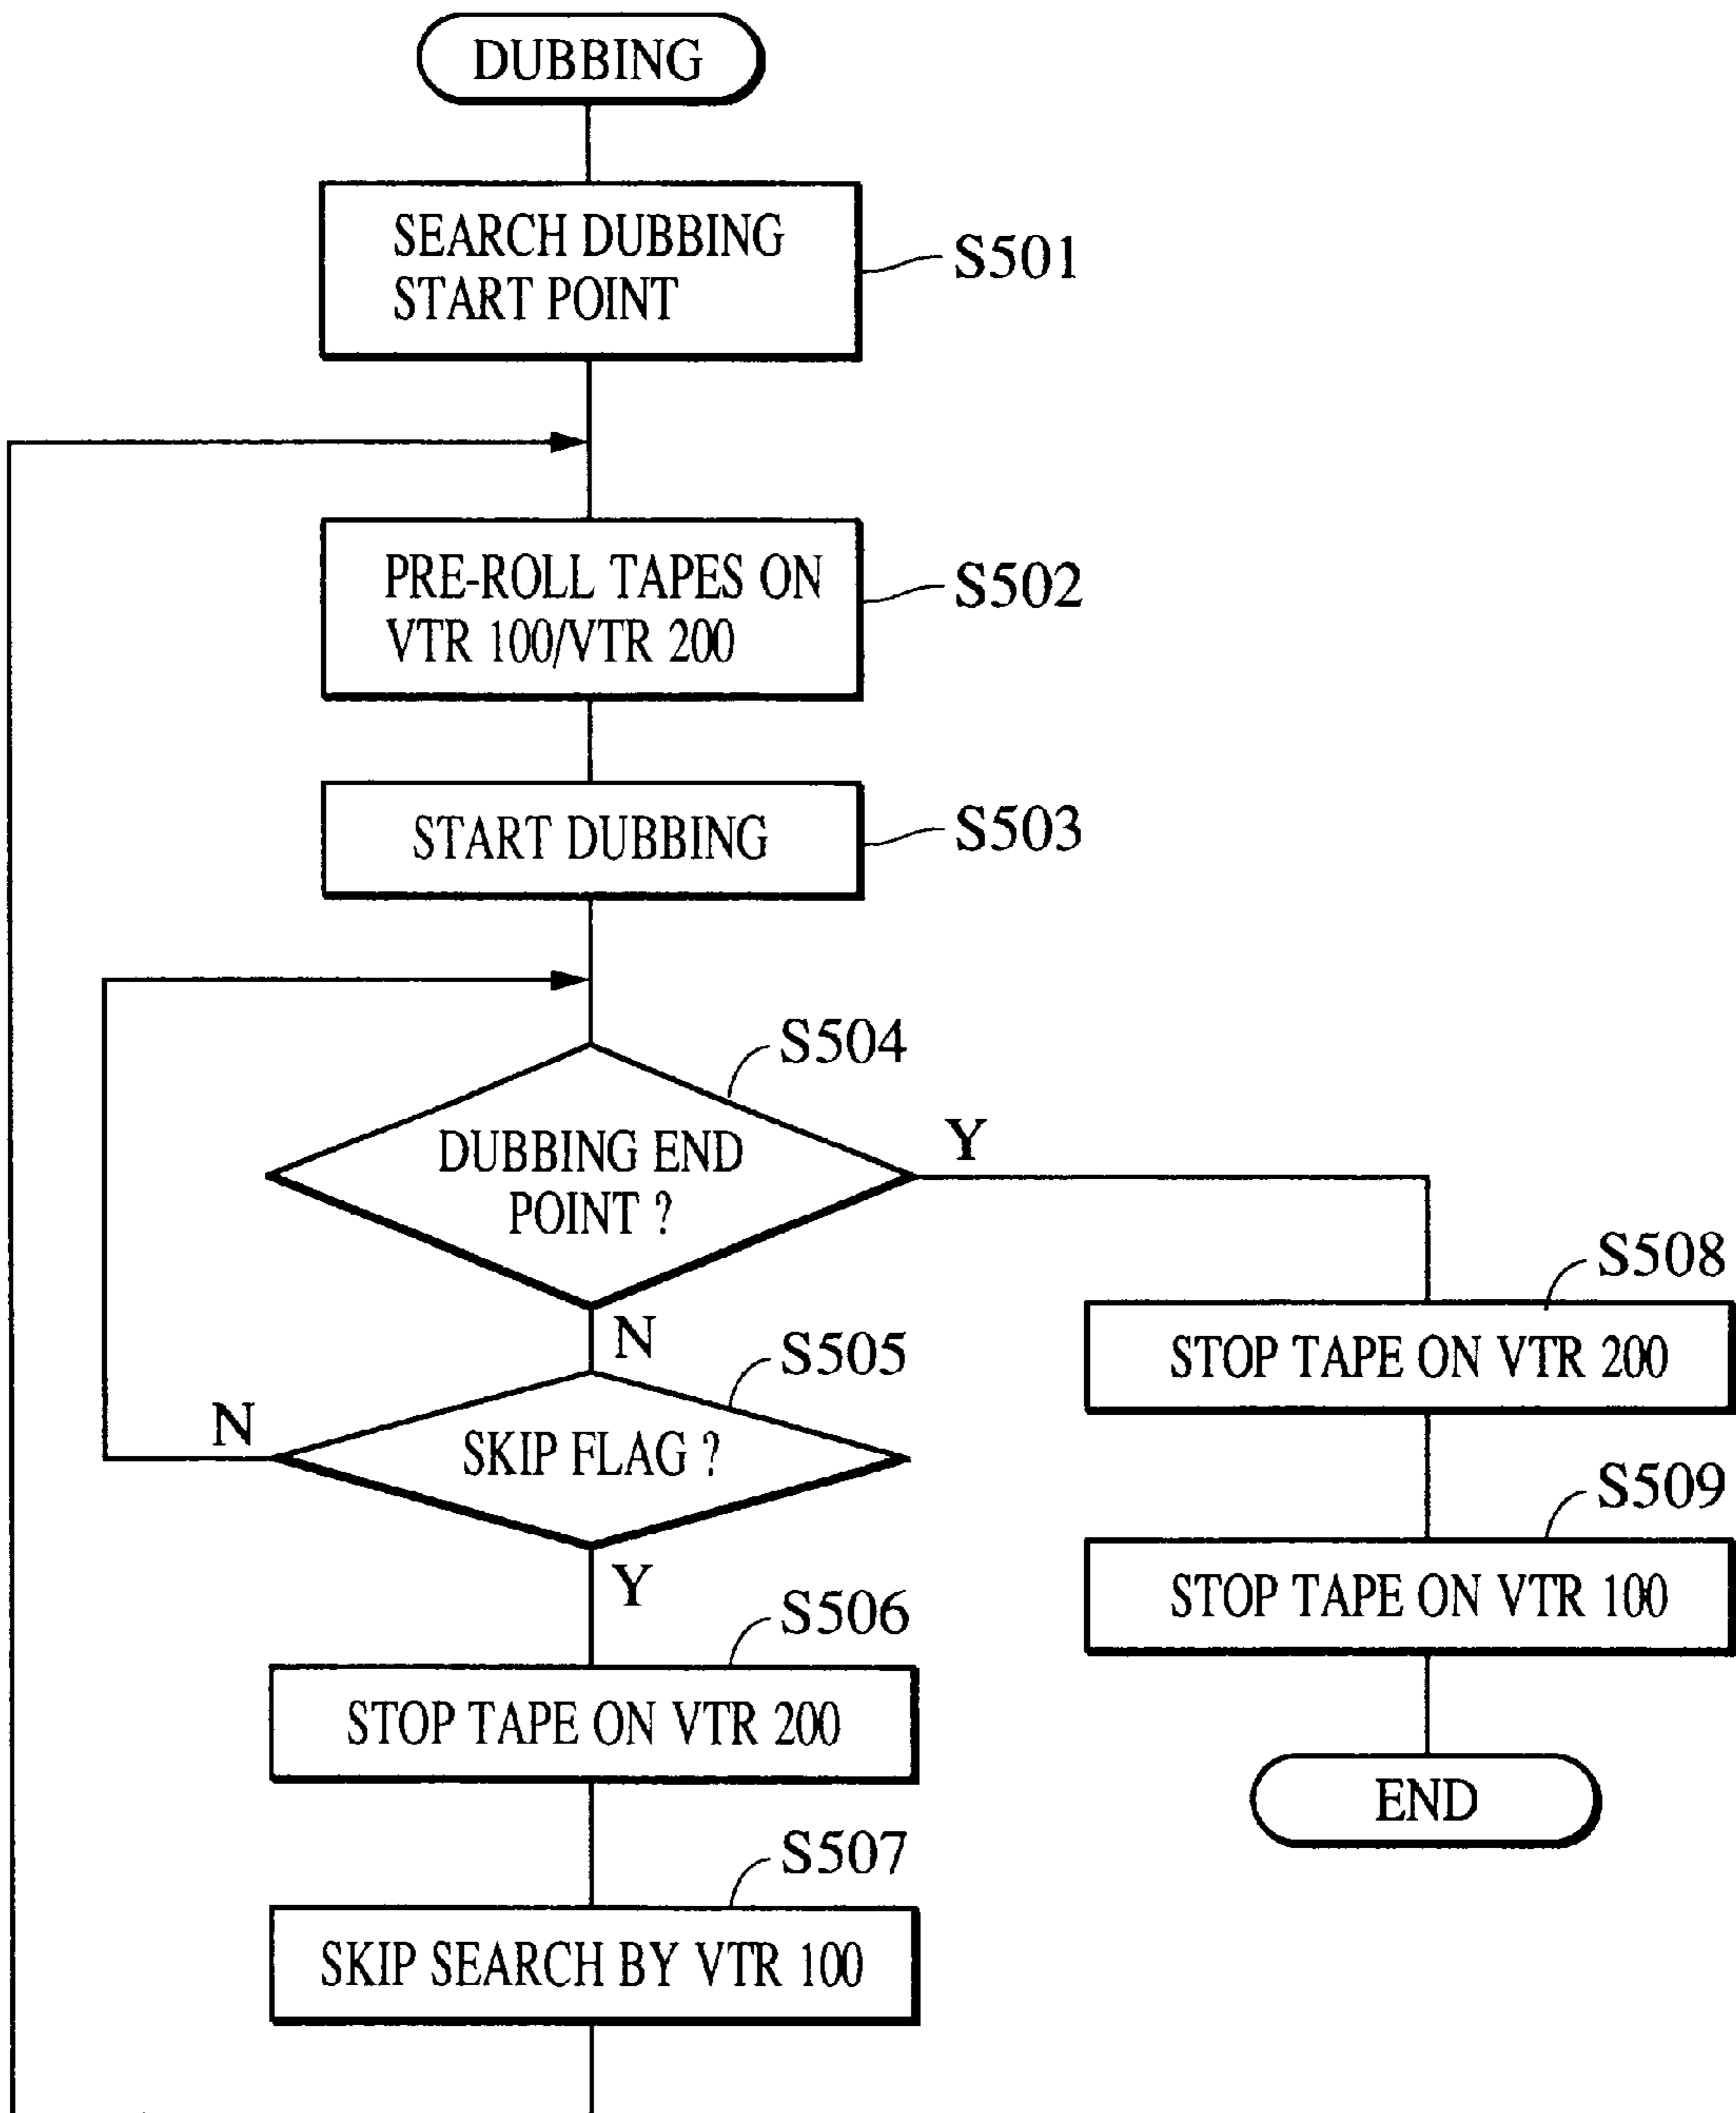 DUBBING
SEARCH DUBBING
START POINT
S501
PRE-ROLL TAPES ON
VTR 100/VTR 200
S502
START DUBBING
S503
S504
DUBBING END
POINT ?
Y
N
S505
SKIP FLAG ?
N
Y
S506
STOP TAPE ON VTR 200
S507
SKIP SEARCH BY VTR 100
S508
STOP TAPE ON VTR 200
S509
STOP TAPE ON VTR 100
END